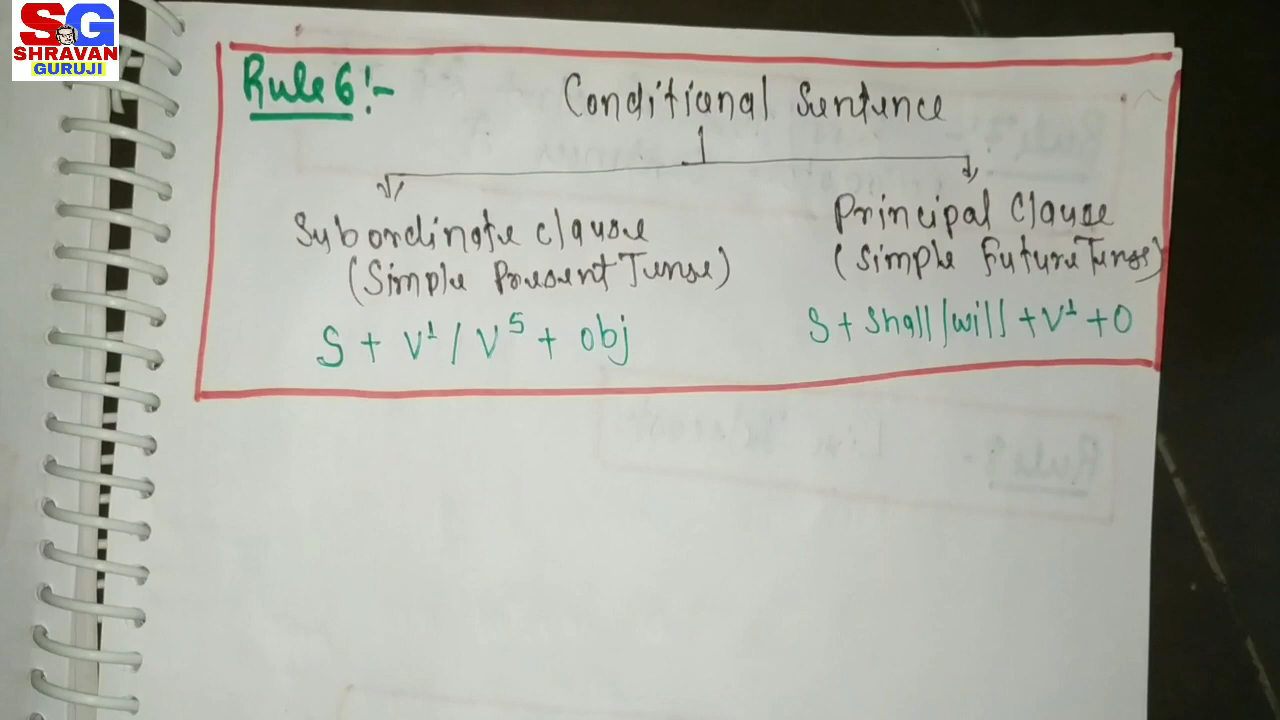 SG
SHRAVAN
GURUJI
Rule 6:-
Conditional Sentence
Subordinate clause
(Simple Present Tense)
S + V¹ / V⁵ + obj
Principal Clause
(Simple Future Tense)
S + Shall/will + V¹ + O